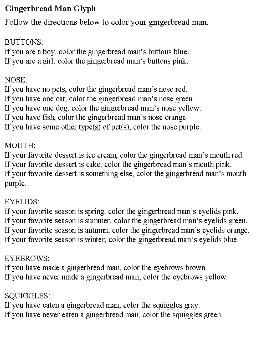 Gingerbread Man Glyph
Follow the directions below to color your gingerbread man.
BUTTONS:
If you are a boy, color the gingerbread man's buttons blue.
If you are a girl, color the gingerbread man's buttons pink.
NOSE:
If you have no pets, color the gingerbread man's nose red.
If you have one cat, color the gingerbread man's nose green.
If you have one dog, color the gingerbread man's nose yellow.
If you have fish, color the gingerbread man's nose orange.
If you have some other type(s) of pet(s), color the nose purple.
MOUTH:
If your favorite dessert is ice cream, color the gingerbread man's mouth red.
If your favorite dessert is cake, color the gingerbread man's mouth pink.
If your favorite dessert is something else, color the gingerbread man's mouth
purple.
EYELIDS:
If your favorite season is spring, color the gingerbread man's eyelids pink.
If your favorite season is summer, color the gingerbread man's eyelids green.
If your favorite season is autumn, color the gingerbread man's eyelids orange.
If your favorite season is winter, color the gingerbread man's eyelids blue.
EYEBROWS:
If you have made a gingerbread man, color the eyebrows brown.
If you have never made a gingerbread man, color the eyebrows yellow.
SQUIGGLES:
If you have eaten a gingerbread man, color the squiggles gray.
If you have never eaten a gingerbread man, color the squiggles green.